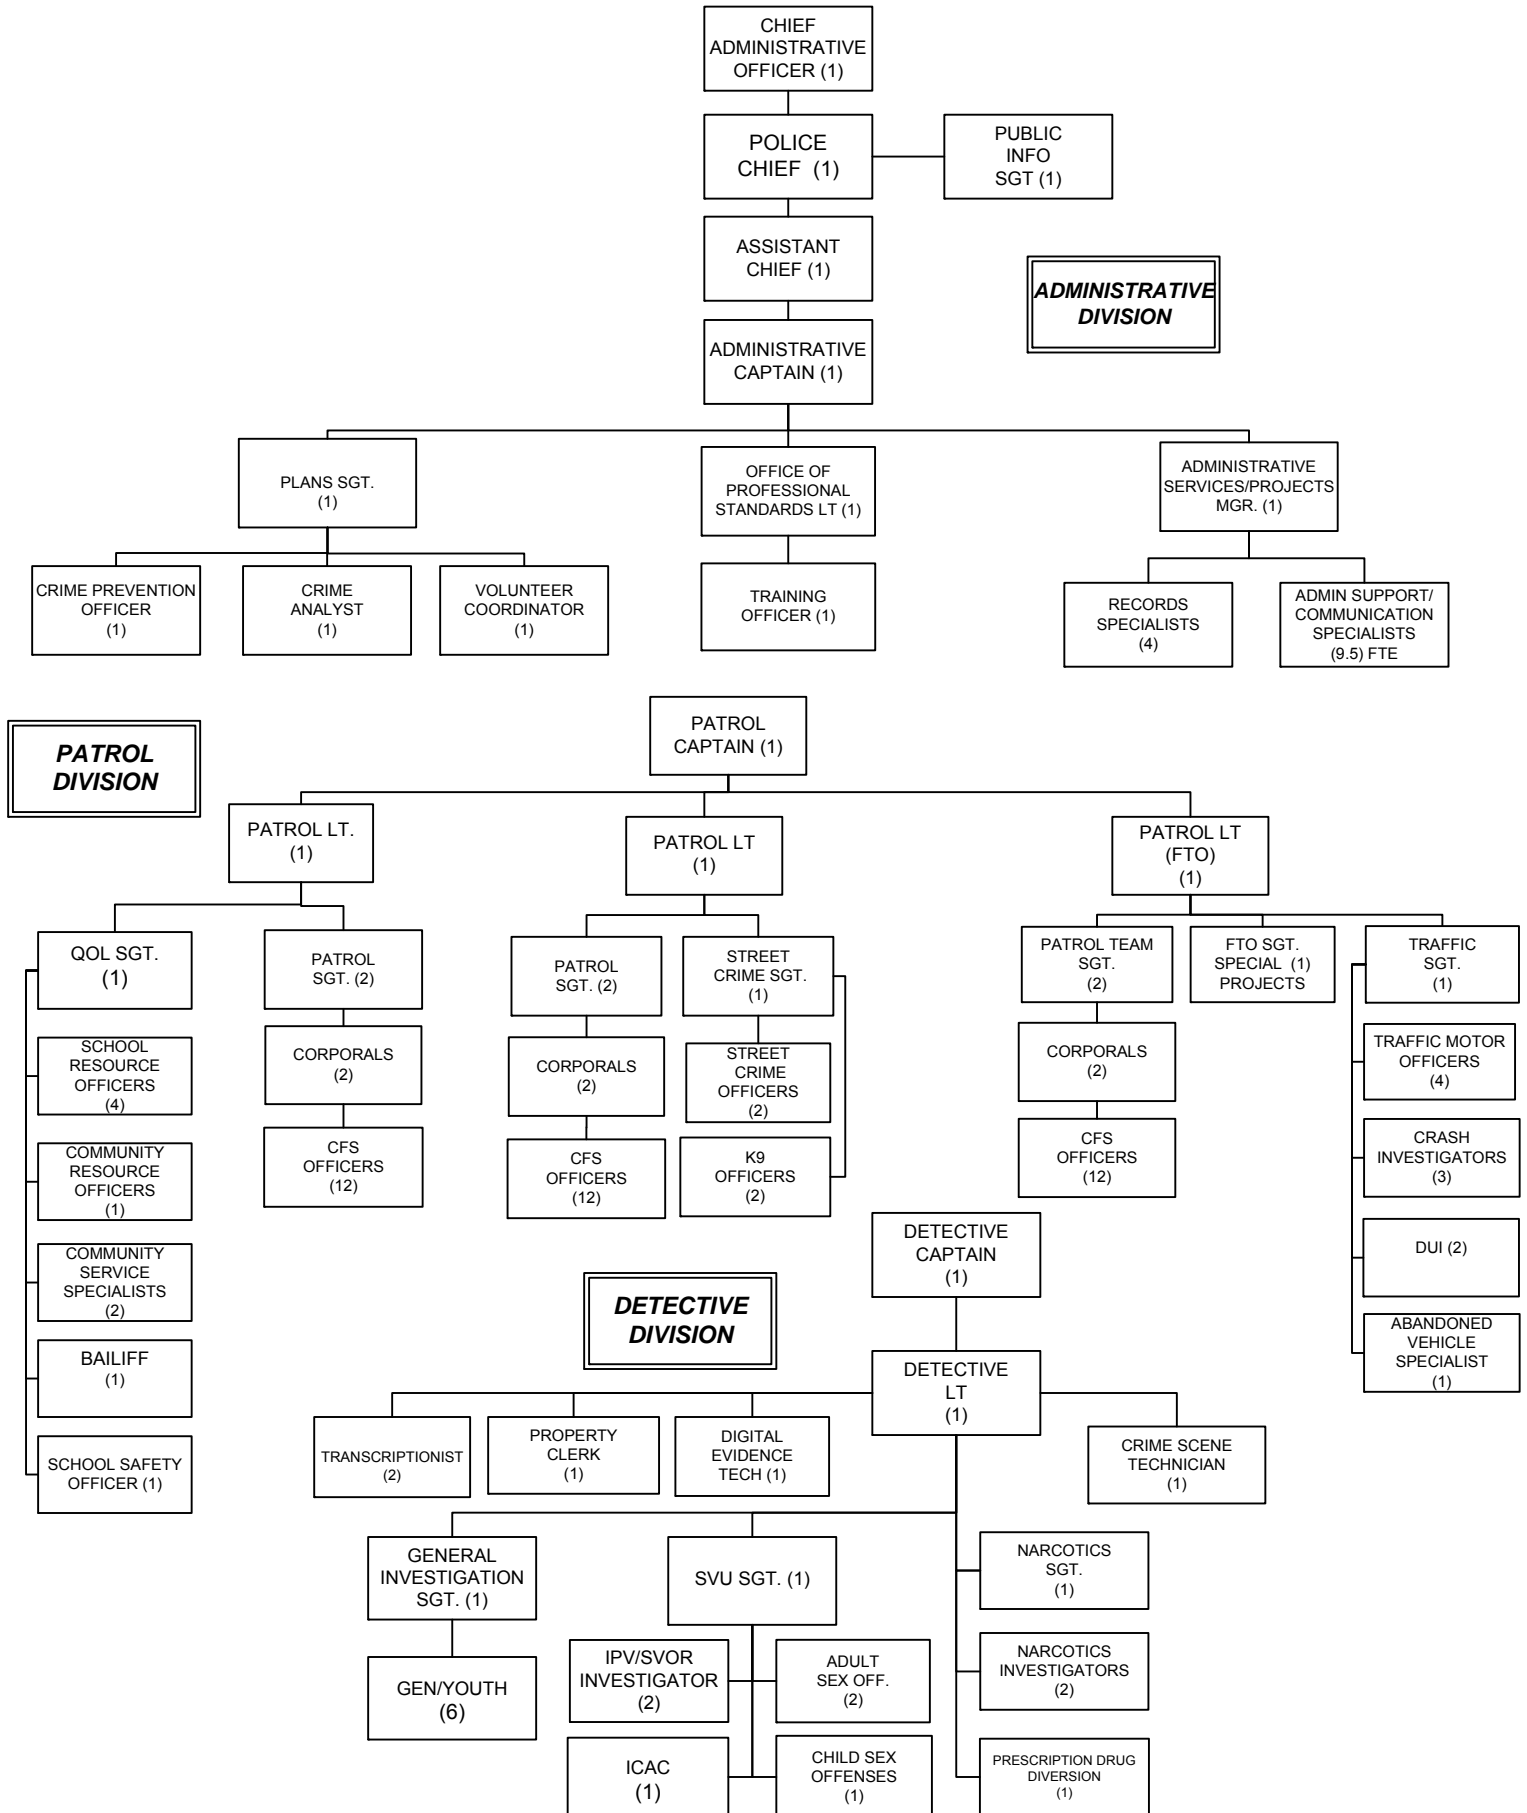 CHIEF
ADMINISTRATIVE
OFFICER (1)
POLICE
CHIEF (1)
PUBLIC
INFO
SGT (1)
ASSISTANT
CHIEF (1)
ADMINISTRATIVE
DIVISION
ADMINISTRATIVE
CAPTAIN (1)
PLANS SGT.
(1)
OFFICE OF
PROFESSIONAL
STANDARDS LT (1)
ADMINISTRATIVE
SERVICES/PROJECTS
MGR. (1)
CRIME PREVENTION
OFFICER
(1)
CRIME
ANALYST
(1)
VOLUNTEER
COORDINATOR
(1)
TRAINING
OFFICER (1)
RECORDS
SPECIALISTS
(4)
ADMIN SUPPORT/
COMMUNICATION
SPECIALISTS
(9.5) FTE
PATROL
DIVISION
PATROL
CAPTAIN (1)
PATROL LT.
(1)
PATROL LT
(1)
PATROL LT
(FTO)
(1)
QOL SGT.
(1)
PATROL
SGT. (2)
PATROL
SGT. (2)
STREET
CRIME SGT.
(1)
PATROL TEAM
SGT.
(2)
FTO SGT.
SPECIAL (1)
PROJECTS
TRAFFIC
SGT.
(1)
SCHOOL
RESOURCE
OFFICERS
(4)
CORPORALS
(2)
CORPORALS
(2)
STREET
CRIME
OFFICERS
(2)
CORPORALS
(2)
TRAFFIC MOTOR
OFFICERS
(4)
COMMUNITY
RESOURCE
OFFICERS
(1)
CFS
OFFICERS
(12)
CFS
OFFICERS
(12)
K9
OFFICERS
(2)
CFS
OFFICERS
(12)
CRASH
INVESTIGATORS
(3)
COMMUNITY
SERVICE
SPECIALISTS
(2)
DETECTIVE
DIVISION
DETECTIVE
CAPTAIN
(1)
DUI (2)
BAILIFF
(1)
DETECTIVE
LT
(1)
ABANDONED
VEHICLE
SPECIALIST
(1)
SCHOOL SAFETY
OFFICER (1)
TRANSCRIPTIONIST
(2)
PROPERTY
CLERK
(1)
DIGITAL
EVIDENCE
TECH (1)
CRIME SCENE
TECHNICIAN
(1)
GENERAL
INVESTIGATION
SGT. (1)
SVU SGT. (1)
NARCOTICS
SGT.
(1)
GEN/YOUTH
(6)
IPV/SVOR
INVESTIGATOR
(2)
ADULT
SEX OFF.
(2)
NARCOTICS
INVESTIGATORS
(2)
ICAC
(1)
CHILD SEX
OFFENSES
(1)
PRESCRIPTION DRUG
DIVERSION
(1)